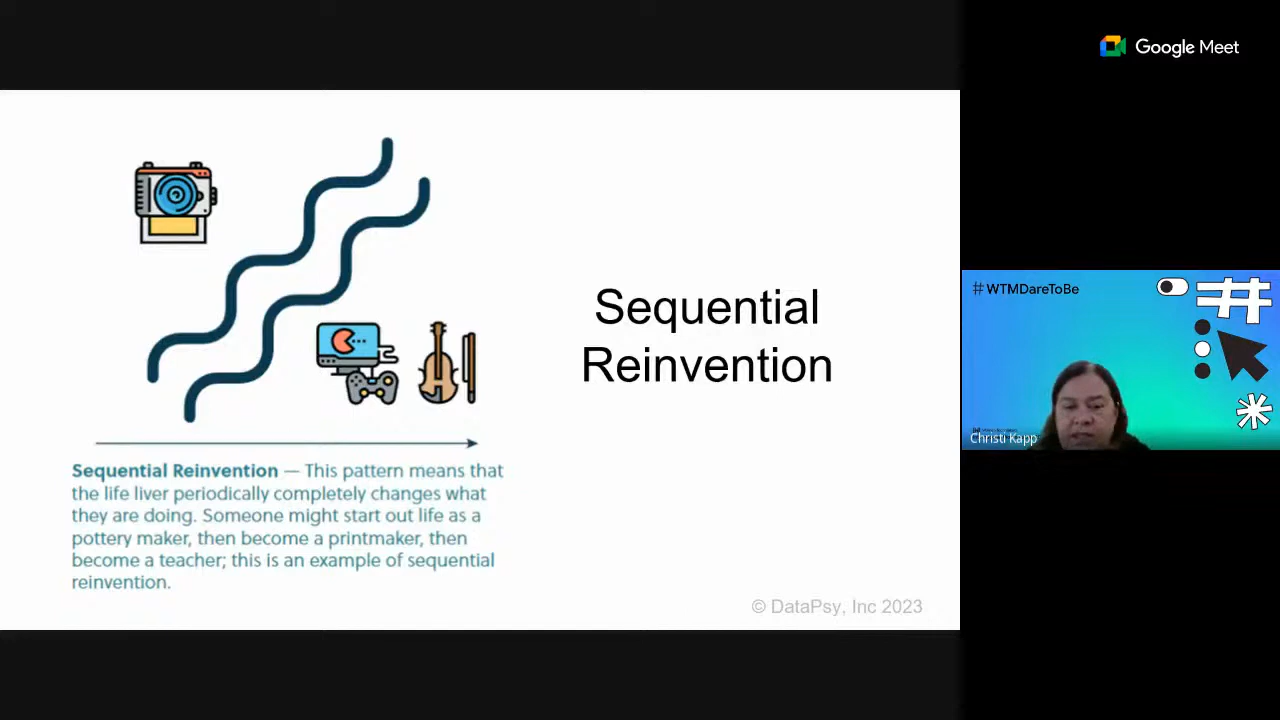 Google Meet
Sequential
Reinvention
Sequential Reinvention — This pattern means that
the life liver periodically completely changes what
they are doing. Someone might start out life as a
pottery maker, then become a printmaker, then
become a teacher; this is an example of sequential
reinvention.
© DataPsy, Inc 2023
#WTMDareToBe
Christi Kapp